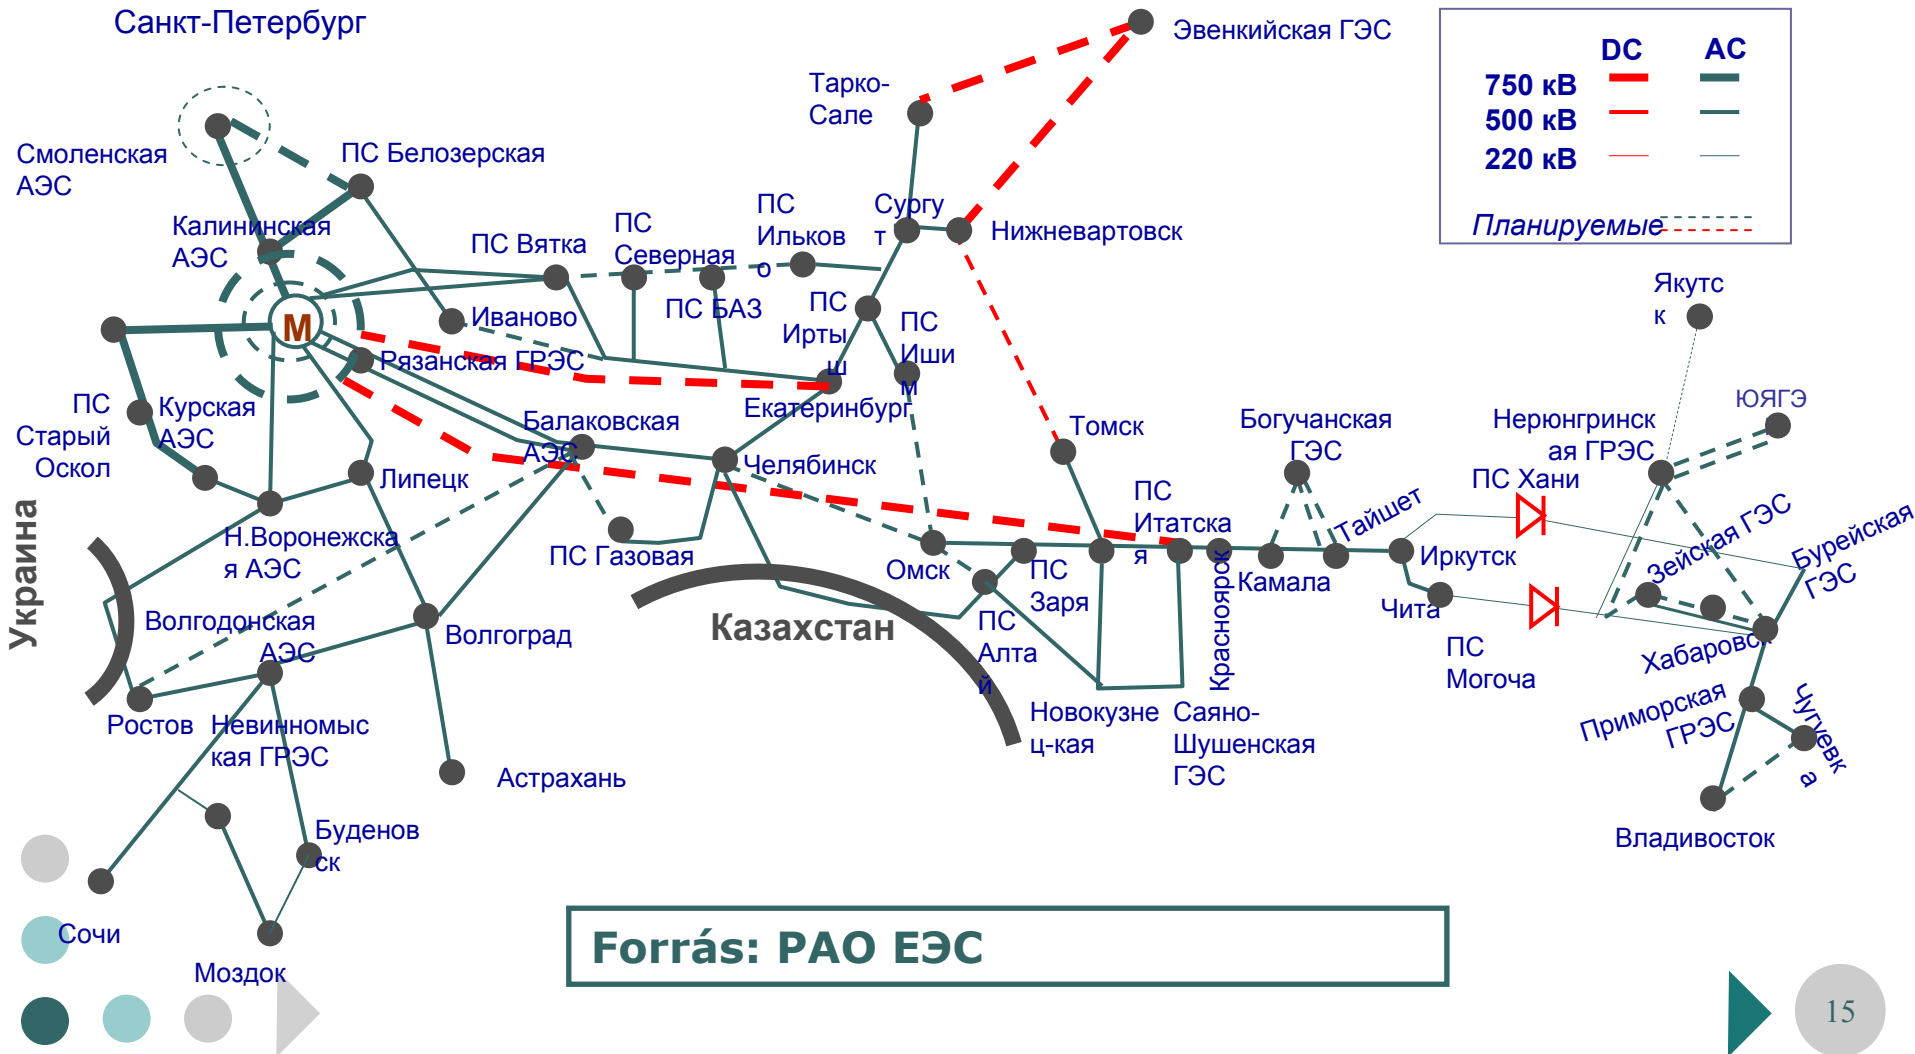 Санкт-Петербург
Эвенкийская ГЭС
DC
AC
750 кВ
500 кВ
220 кВ
Планируемые
Тарко-
Сале
Смоленская
АЭС
ПС Белозерская
Калининская
АЭС
ПС Вятка
ПС
Северная
ПС
Ильков
о
Сургу
т
Нижневартовск
Якутс
к
ПС БАЗ
ПС
Ирты
ш
ПС
Иши
м
Иваново
М
Рязанская ГРЭС
Екатеринбург
ПС
Старый
Оскол
Курская
АЭС
Балаковская
АЭС
Челябинск
Томск
Богучанская
ГЭС
Нерюнгринск
ая ГРЭС
ЮЯГЭ
Липецк
ПС Хани
ПС
Итатска
я
Тайшет
Украина
Н.Воронежска
я АЭС
ПС Газовая
Омск
ПС
Заря
Красноярск
Камала
Иркутск
Чита
Зейская ГЭС
Бурейская
ГЭС
Волгодонская
АЭС
Волгоград
Казахстан
ПС
Алта
й
ПС
Могоча
Хабаровск
Ростов
Невинномыс
кая ГРЭС
Новокузне
ц-кая
Саяно-
Шушенская
ГЭС
Приморская
ГРЭС
Чугуевк
а
Астрахань
Буденов
ск
Владивосток
Сочи
Моздок
Forrás: РАО ЕЭС
15